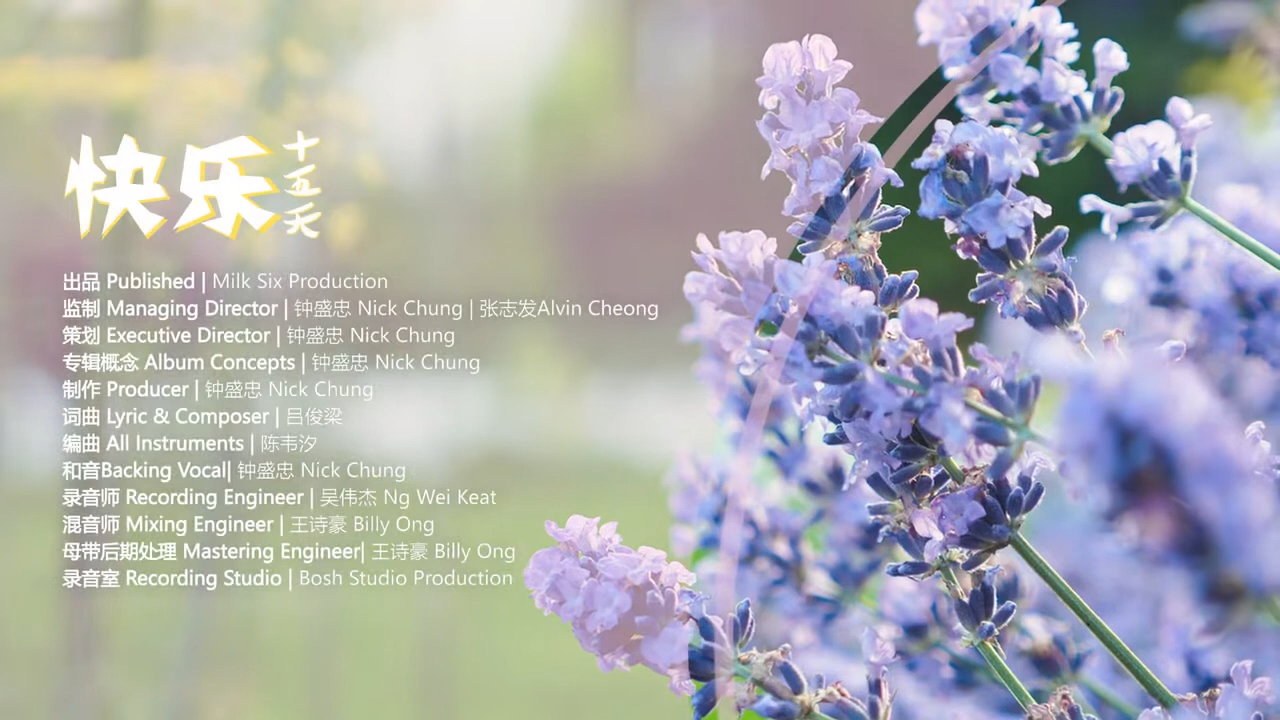 快乐十五天
出品 Published | Milk Six Production
监制 Managing Director | 钟盛忠 Nick Chung | 张志发Alvin Cheong
策划 Executive Director | 钟盛忠 Nick Chung
专辑概念 Album Concepts | 钟盛忠 Nick Chung
制作 Producer | 钟盛忠 Nick Chung
词曲 Lyric & Composer | 吕俊梁
编曲 All Instruments | 陈韦汐
和音Backing Vocal| 钟盛忠 Nick Chung
录音师 Recording Engineer | 吴伟杰 Ng Wei Keat
混音师 Mixing Engineer | 王诗豪 Billy Ong
母带后期处理 Mastering Engineer| 王诗豪 Billy Ong
录音室 Recording Studio | Bosh Studio Production